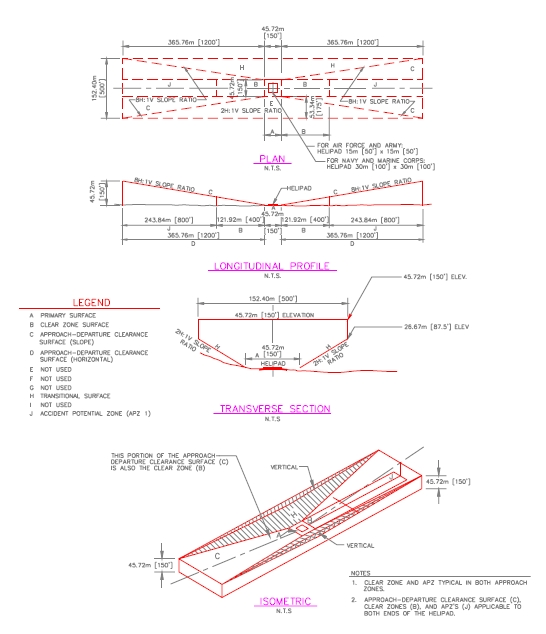 45.72m
[150']
365.76m [1200']
365.76m [1200']
152.40m
[500']
H
H
C
C
J
B
45.72m
[150']
B
J
8H:1V SLOPE RATIO
C
E
2H:1V SLOPE RATIO
53.34m
[175']
8H:1V SLOPE RATIO
C
A
B
FOR AIR FORCE AND ARMY:
HELIPAD 15m [50'] x 15m [50']
FOR NAVY AND MARINE CORPS:
HELIPAD 30m [100'] x 30m [100']
PLAN
N.T.S.
45.72m
[150']
8H:1V SLOPE RATIO
C
HELIPAD
A
C
8H:1V SLOPE RATIO
45.72m
[150']
243.84m [800']
121.92m [400']
121.92m [400']
243.84m [800']
J
B
B
J
365.76m [1200']
365.76m [1200']
D
D
LONGITUDINAL PROFILE
N.T.S.
45.72m [150'] ELEV.
152.40m [500']
45.72m [150'] ELEVATION
26.67m [87.5'] ELEV
H
2H:1V SLOPE
RATIO
45.72m
A [150']
HELIPAD
H
2H:1V SLOPE
RATIO
TRANSVERSE SECTION
N.T.S
LEGEND
A PRIMARY SURFACE
B CLEAR ZONE SURFACE
C APPROACH-DEPARTURE CLEARANCE
SURFACE (SLOPE)
D APPROACH-DEPARTURE CLEARANCE
SURFACE (HORIZONTAL)
E NOT USED
F NOT USED
G NOT USED
H TRANSITIONAL SURFACE
I NOT USED
J ACCIDENT POTENTIAL ZONE (APZ 1)
THIS PORTION OF THE APPROACH-
DEPARTURE CLEARANCE SURFACE (C)
IS ALSO THE CLEAR ZONE (B)
VERTICAL
J
45.72m [150']
H
B
A
VERTICAL
C
45.72m [150']
ISOMETRIC
N.T.S
NOTES
1. CLEAR ZONE AND APZ TYPICAL IN BOTH APPROACH
ZONES.
2. APPROACH-DEPARTURE CLEARANCE SURFACE (C),
CLEAR ZONES (B), AND APZ'S (J) APPLICABLE TO
BOTH ENDS OF THE HELIPAD.